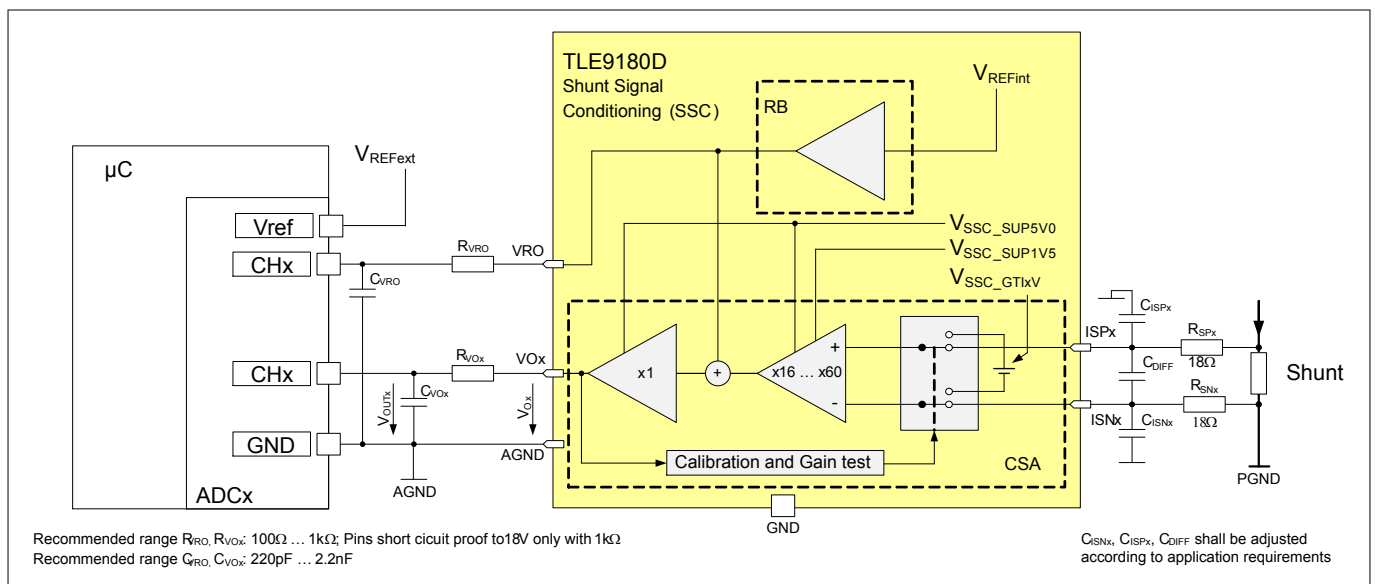 TLE9180D
Shunt Signal
Conditioning (SSC)
RB
VREFint
µC
VREFext
Vref
CHx
CVRO
RVRO
VRO
VSSC_SUP5V0
VSSC_SUP1V5
VSSC_GTIxV
CHx
VOUTx
CVOx
RVOx
VOx
VOx
x1
+
x16 ... x60
+
-
ISPx
CISPx
RSPx
18Ω
CDIFF
Shunt
RSNx
18Ω
ISNx
CISNx
GND
AGND
AGND
Calibration and Gain test
CSA
ADCx
GND
PGND
Recommended range RVRO, RVOx: 100Ω ... 1kΩ; Pins short cicuit proof to18V only with 1kΩ
Recommended range CVRO, CVOx: 220pF ... 2.2nF
CISNx, CISPx, CDIFF shall be adjusted
according to application requirements